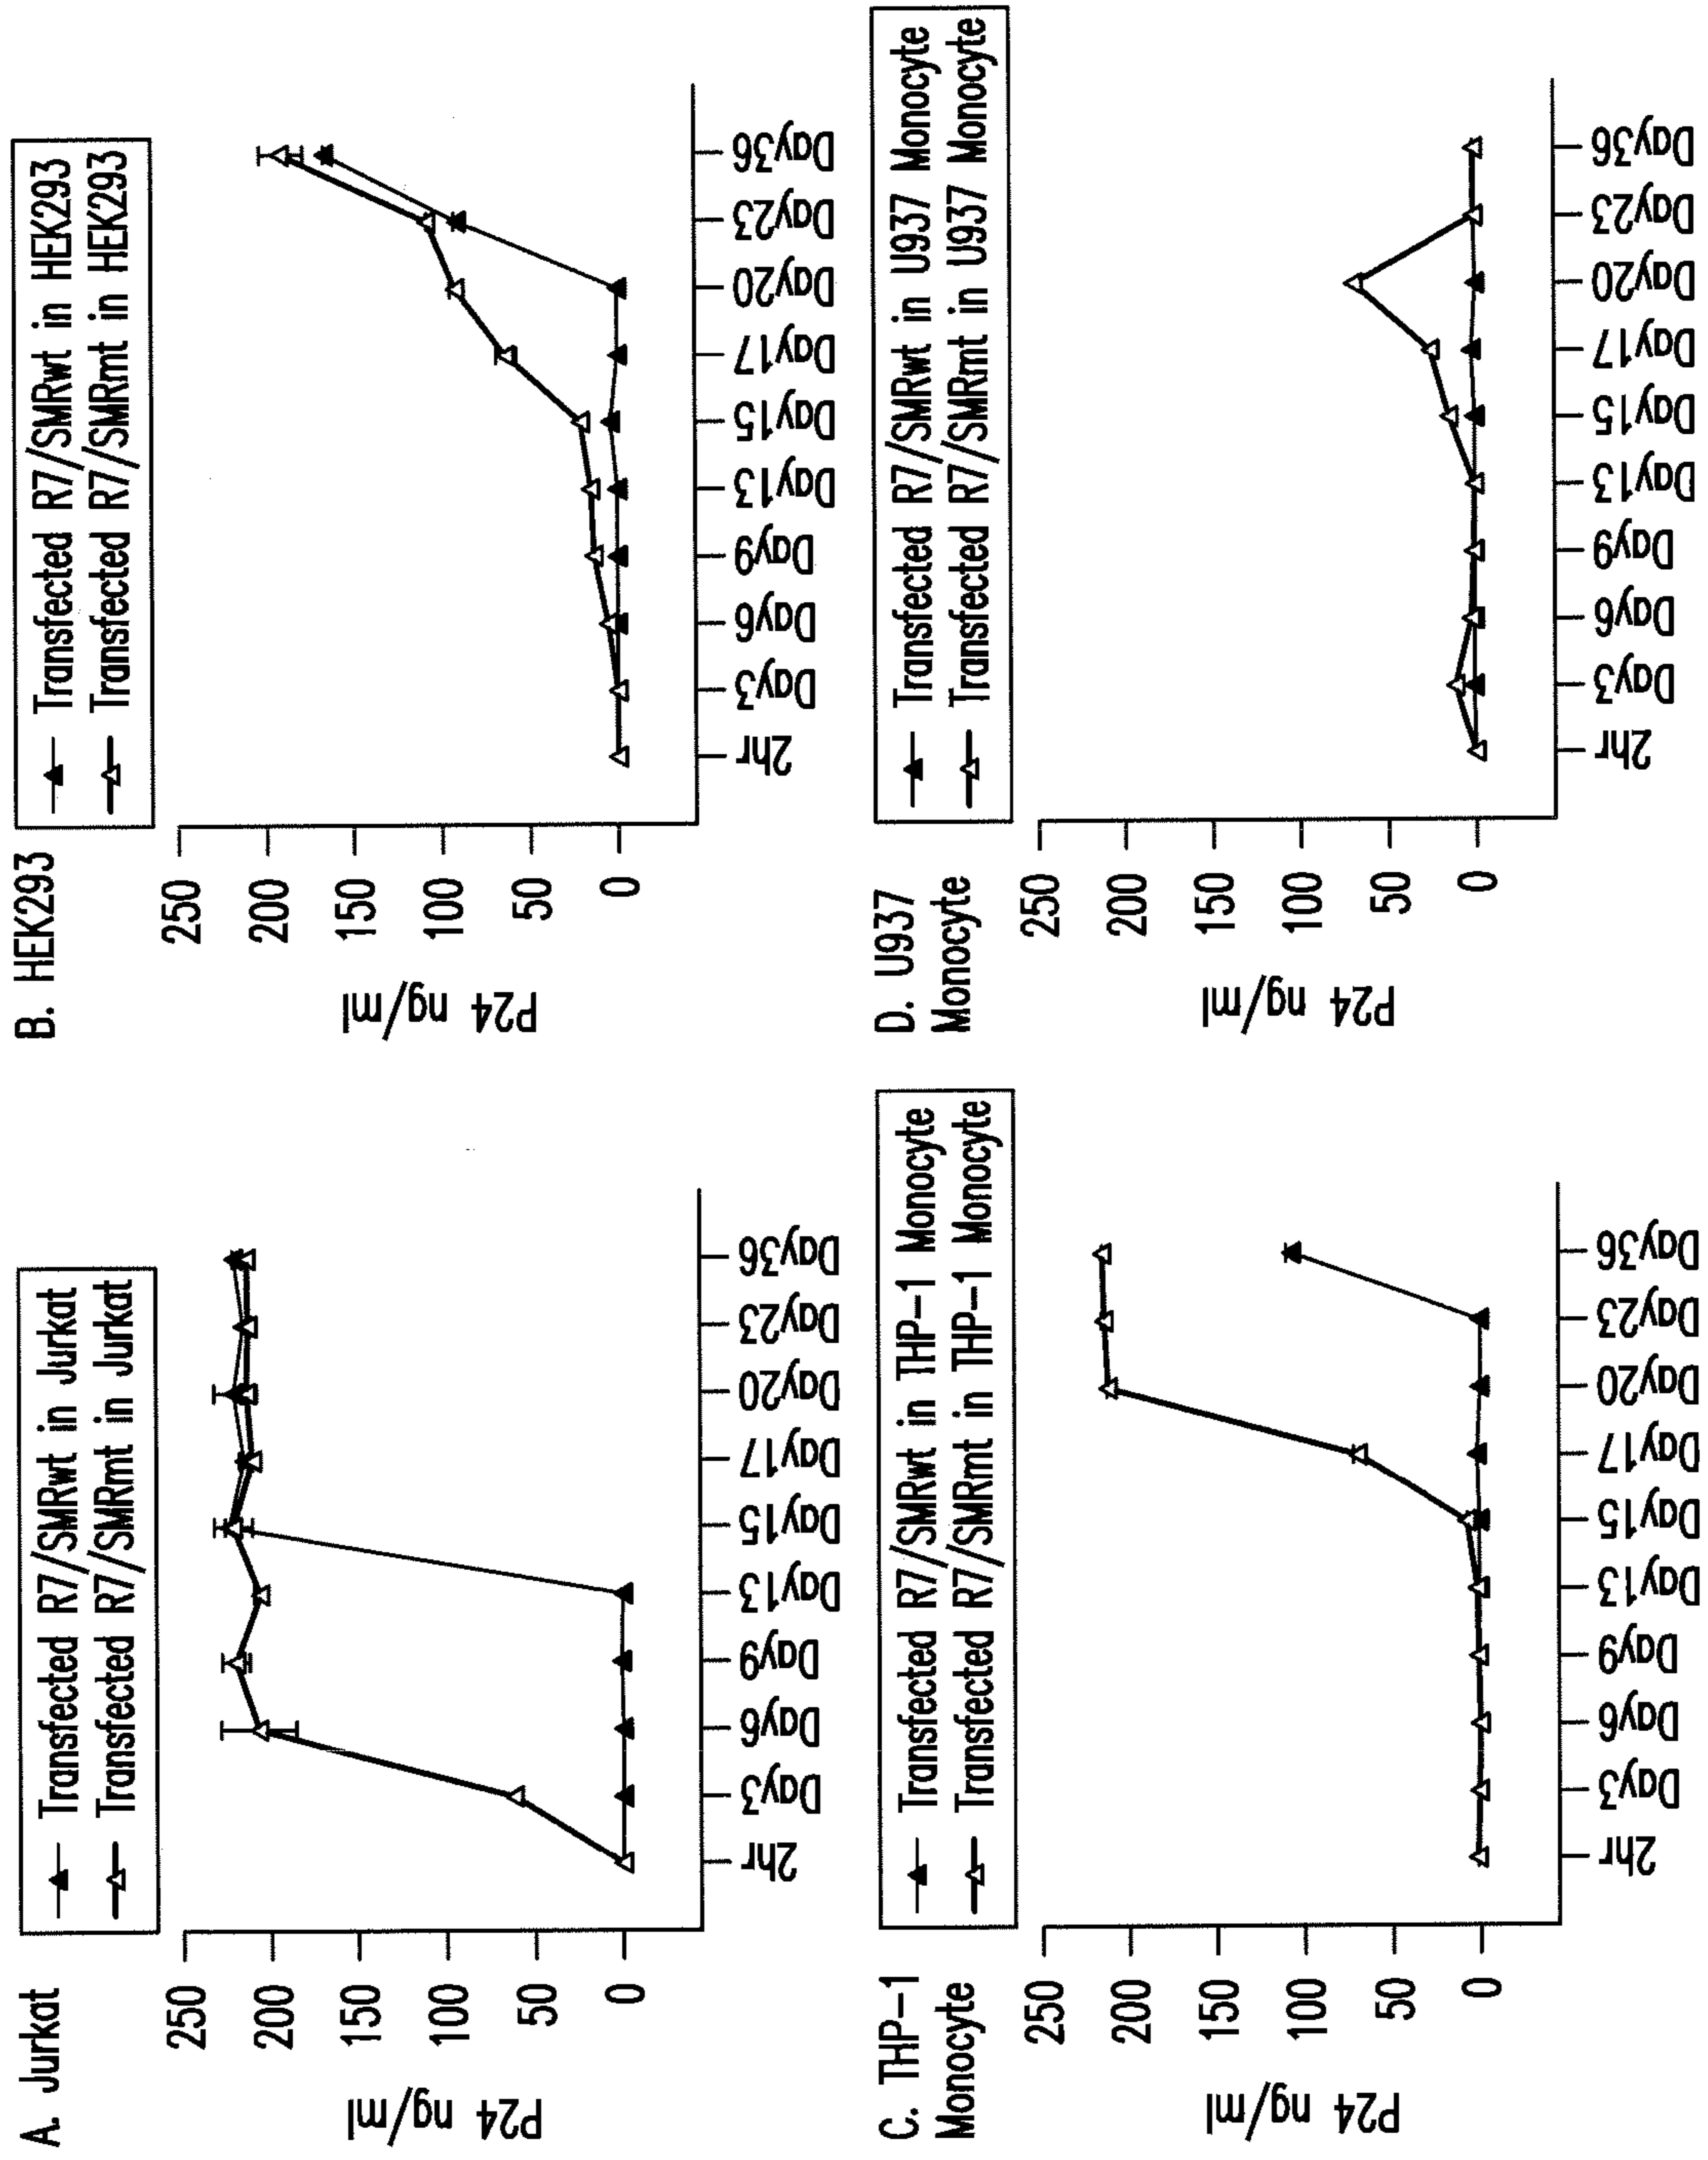 A. Jurkat
Transfected R7/SMRwt in Jurkat
Transfected R7/SMRmt in Jurkat
P24 ng/ml
250
200
150
100
50
0
2hr
Day3
Day6
Day9
Day13
Day15
Day17
Day20
Day23
Day36
B. HEK293
Transfected R7/SMRwt in HEK293
Transfected R7/SMRmt in HEK293
P24 ng/ml
250
200
150
100
50
0
2hr
Day3
Day6
Day9
Day13
Day15
Day17
Day20
Day23
Day36
C. THP-1
Monocyte
Transfected R7/SMRwt in THP-1 Monocyte
Transfected R7/SMRmt in THP-1 Monocyte
P24 ng/ml
250
200
150
100
50
0
2hr
Day3
Day6
Day9
Day13
Day15
Day17
Day20
Day23
Day36
D. U937
Monocyte
Transfected R7/SMRwt in U937 Monocyte
Transfected R7/SMRmt in U937 Monocyte
P24 ng/ml
250
200
150
100
50
0
2hr
Day3
Day6
Day9
Day13
Day15
Day17
Day20
Day23
Day36